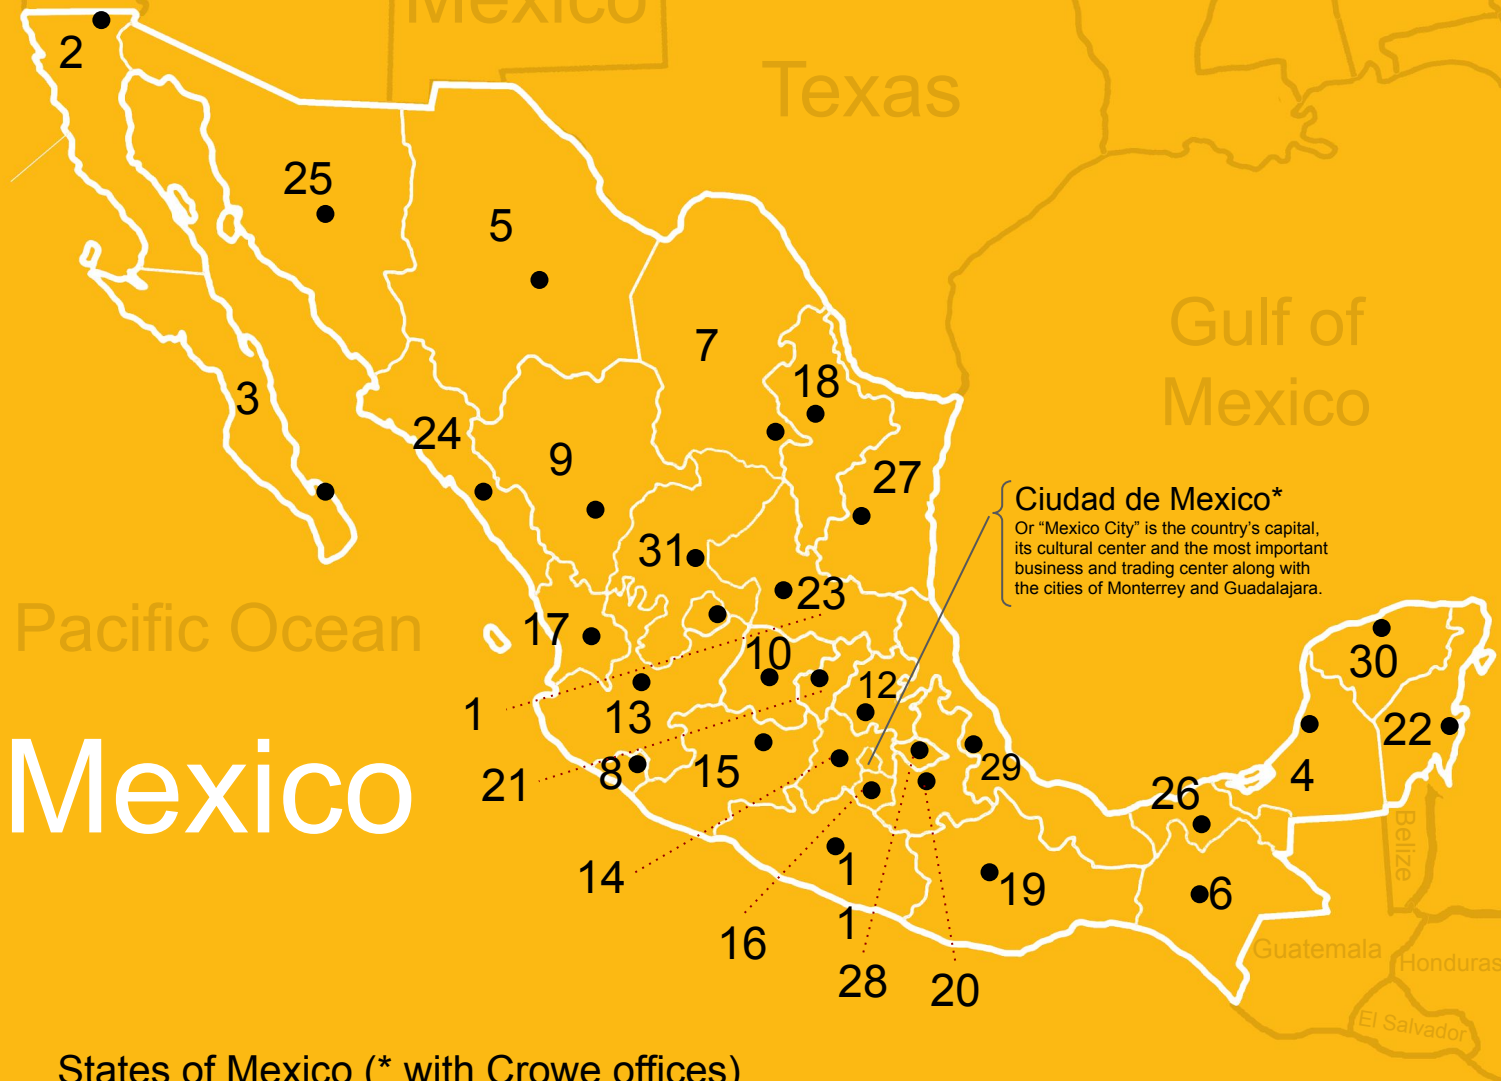 Mexico
Texas
2
25
5
7
18
3
24
9
27
Gulf of
Mexico
Ciudad de Mexico*
Or “Mexico City” is the country’s capital,
its cultural center and the most important
business and trading center along with
the cities of Monterrey and Guadalajara.
31
23
Pacific Ocean
17
10
12
30
1
13
22
21
8
15
29
4
26
Mexico
Belize
14
1
1
19
6
16
28
20
Guatemala
Honduras
El Salvador
States of Mexico (* with Crowe offices)